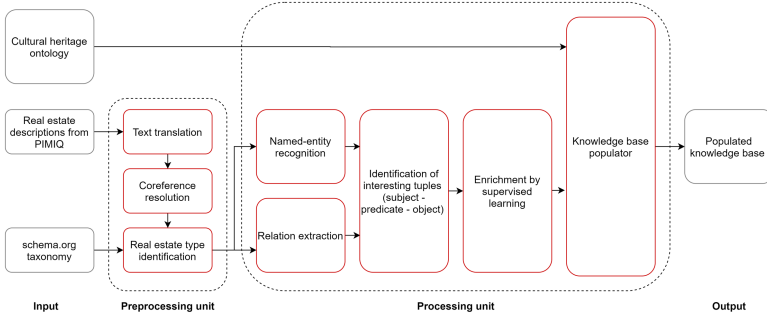 Cultural heritage
ontology
Real estate
descriptions from
PIMIQ
schema.org
taxonomy
Text translation
Coreference
resolution
Real estate type
identification
Named-entity
recognition
Relation extraction
Identification of
interesting tuples
(subject -
predicate - object)
Enrichment by
supervised
learning
Knowledge base
populator
Populated
knowledge base
Input
Preprocessing unit
Processing unit
Output